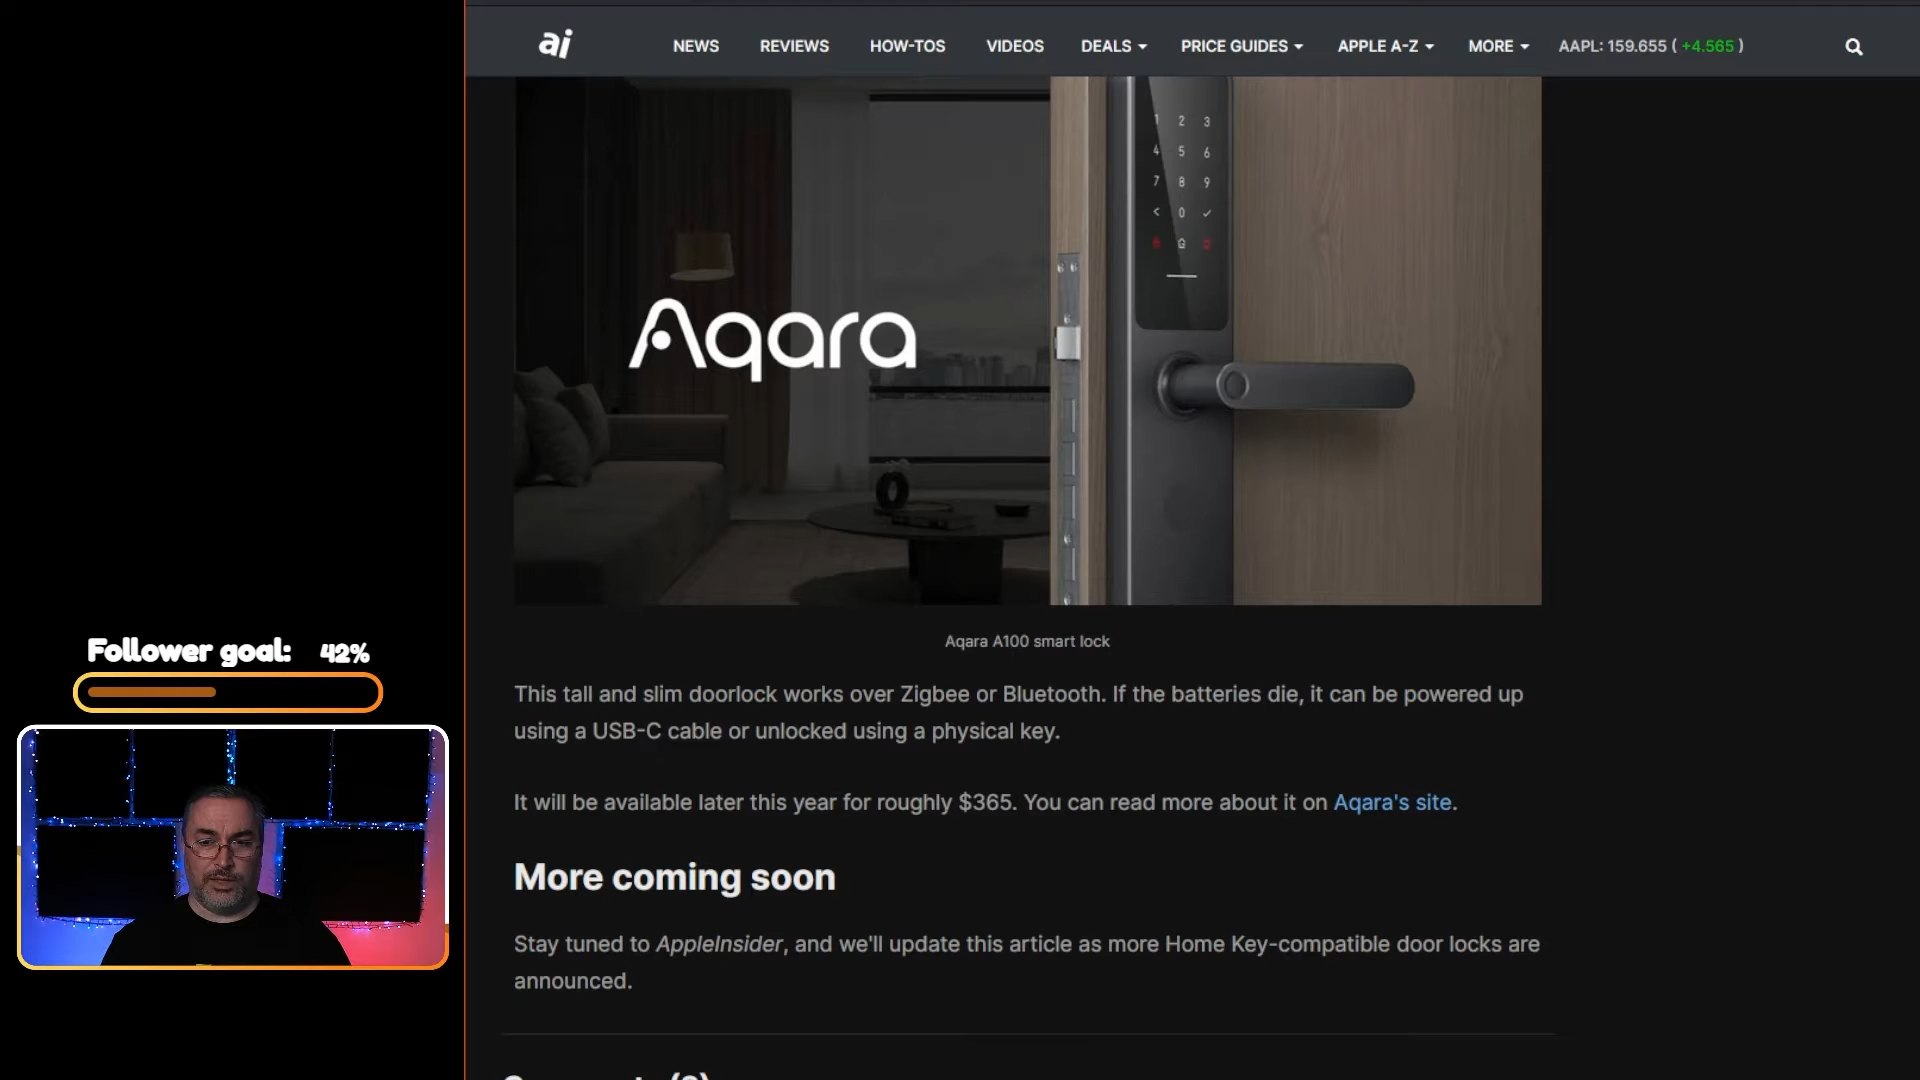 ai NEWS REVIEWS HOW-TOS VIDEOS DEALS PRICE GUIDES APPLE A-Z MORE AAPL: 159.655 ( +4.565 )
1 2 3
4 5 6
7 8 9
< 0 ✓
Aqara
Aqara A100 smart lock
This tall and slim doorlock works over Zigbee or Bluetooth. If the batteries die, it can be powered up
using a USB-C cable or unlocked using a physical key.
It will be available later this year for roughly $365. You can read more about it on Aqara's site.
More coming soon
Stay tuned to AppleInsider, and we'll update this article as more Home Key-compatible door locks are
announced.
Follower goal: 42%